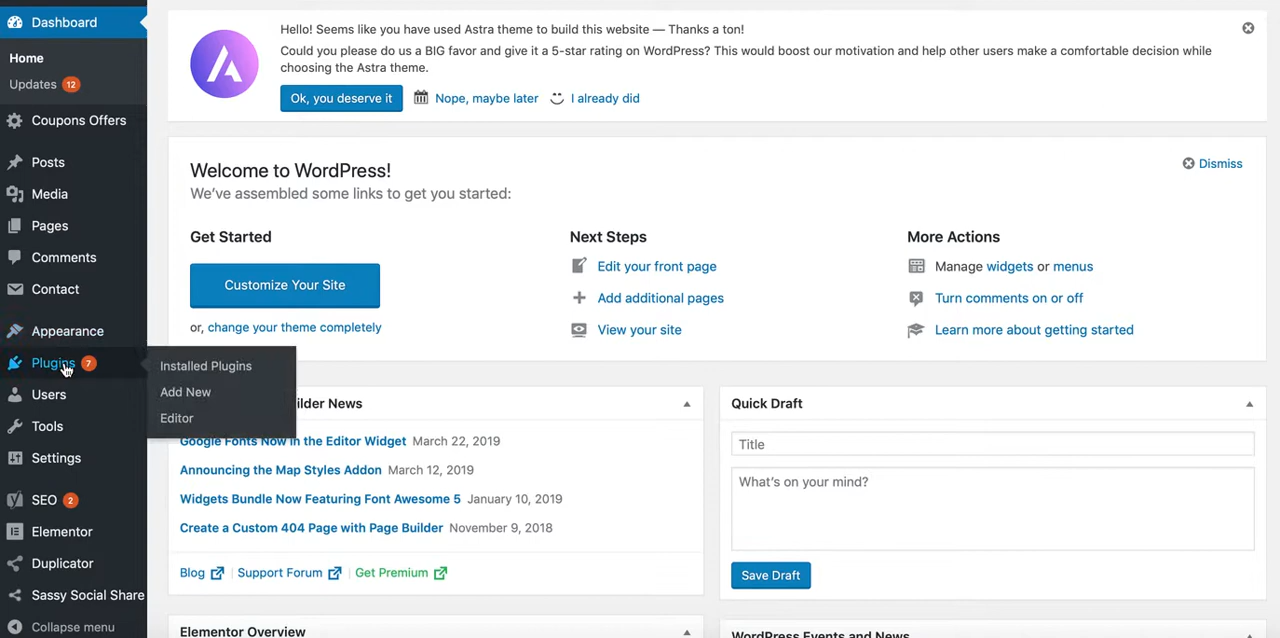 Dashboard
Home
Updates 12
Coupons Offers
Posts
Media
Pages
Comments
Contact
Appearance
Plugins 7
Installed Plugins
Add New
Editor
Users
Tools
Settings
SEO 2
Elementor
Duplicator
Sassy Social Share
Collapse menu
Hello! Seems like you have used Astra theme to build this website — Thanks a ton!
Could you please do us a BIG favor and give it a 5-star rating on WordPress? This would boost our motivation and help other users make a comfortable decision while
choosing the Astra theme.
Ok, you deserve it Nope, maybe later I already did
Welcome to WordPress!
Dismiss
We've assembled some links to get you started:
Get Started
Customize Your Site
or, change your theme completely
Next Steps
Edit your front page
Add additional pages
View your site
More Actions
Manage widgets or menus
Turn comments on or off
Learn more about getting started
News
Google Fonts Now in the Editor Widget March 22, 2019
Announcing the Map Styles Addon March 12, 2019
Widgets Bundle Now Featuring Font Awesome 5 January 10, 2019
Create a Custom 404 Page with Page Builder November 9, 2018
Blog Support Forum Get Premium
Elementor Overview
Quick Draft
Title
What's on your mind?
Save Draft
WordPress Events and News